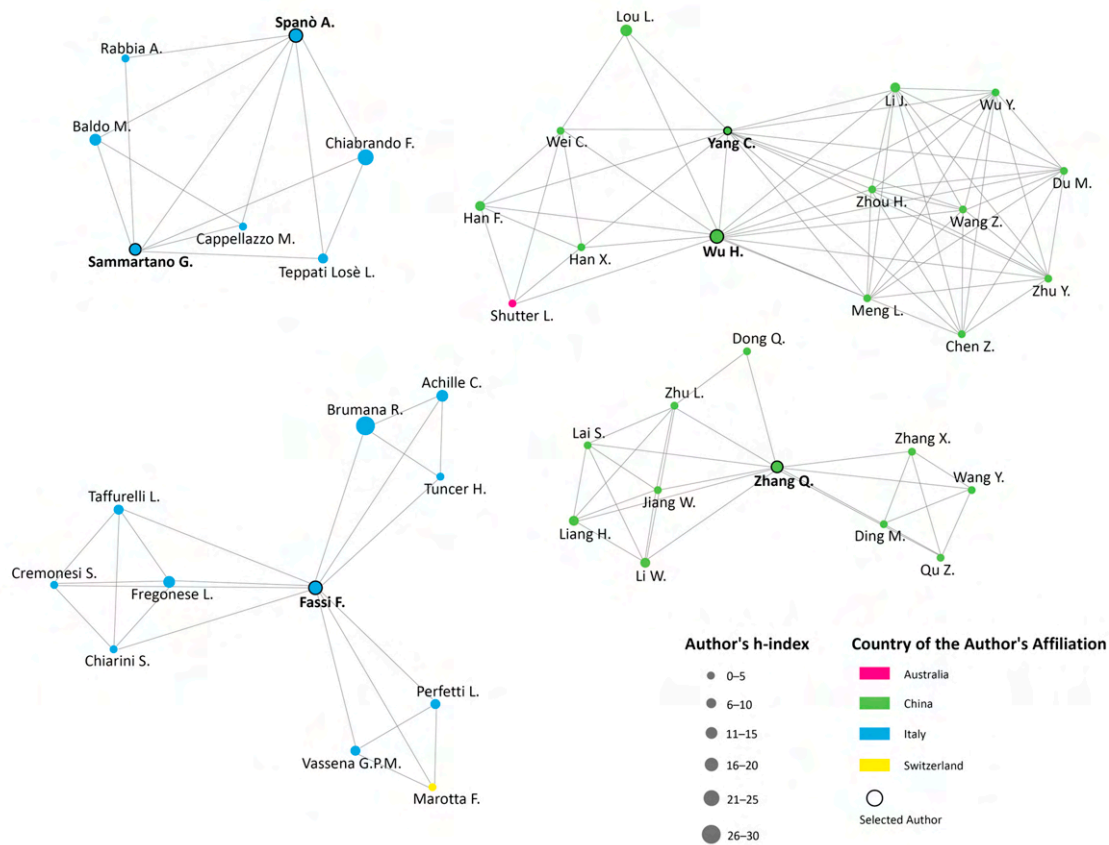 Spanò A.
Rabbia A.
Baldo M.
Chiabrando F.
Cappellazzo M.
Sammartano G.
Teppati Losè L.
Lou L.
Wei C.
Yang C.
Li J.
Wu Y.
Du M.
Zhou H.
Wang Z.
Han F.
Han X.
Wu H.
Shutter L.
Meng L.
Zhu Y.
Chen Z.
Achille C.
Brumana R.
Tuncer H.
Taffurelli L.
Cremonesi S.
Fregonese L.
Fassi F.
Chiarini S.
Perfetti L.
Vassena G.P.M.
Marotta F.
Dong Q.
Zhu L.
Lai S.
Zhang X.
Zhang Q.
Wang Y.
Jiang W.
Liang H.
Ding M.
Li W.
Qu Z.
Author's h-index
0–5
6–10
11–15
16–20
21–25
26–30
Country of the Author's Affiliation
Australia
China
Italy
Switzerland
Selected Author